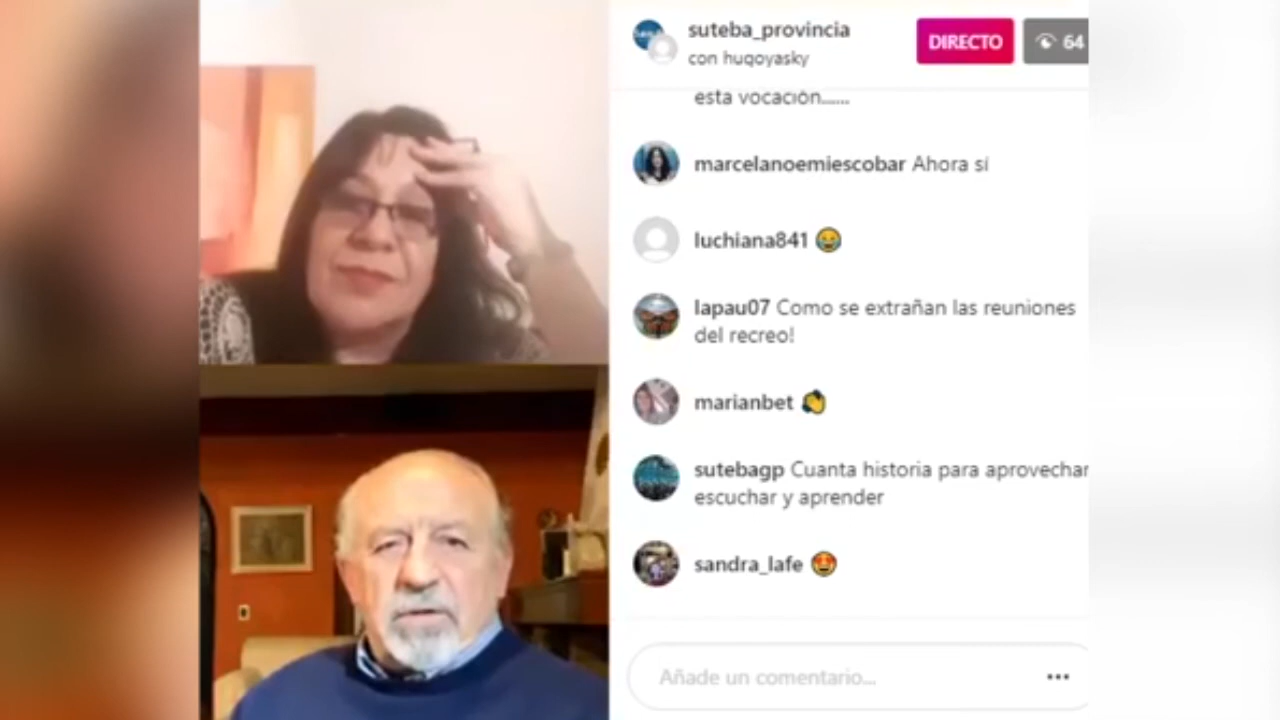 suteba_provincia
con hugoyasky
DIRECTO
64
esta vocación......
marcelanoemiescobar Ahora sí
luchiana841 😂
lapau07 Como se extrañan las reuniones
del recreo!
marianbet 👏
sutebagp Cuanta historia para aprovechar
escuchar y aprender
sandra_lafe 😍
Añade un comentario...